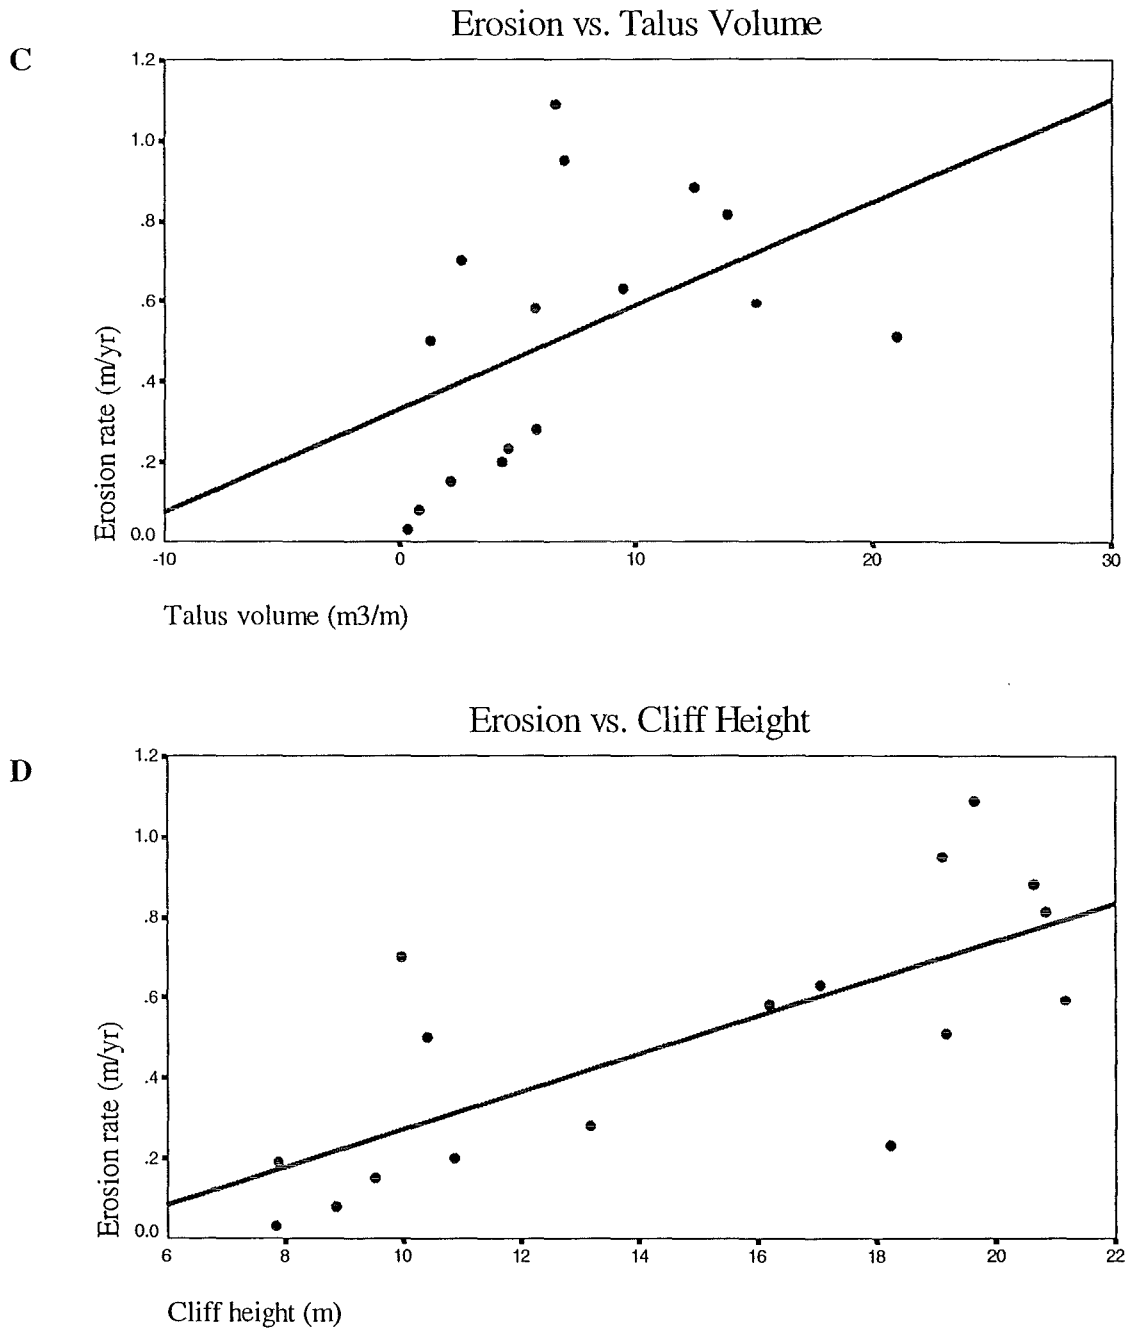 Erosion vs. Talus Volume
C
1.2
1.0
.8
.6
.4
.2
0.0
Erosion rate (m/yr)
-10 0 10 20 30
Talus volume (m3/m)
Erosion vs. Cliff Height
D
1.2
1.0
.8
.6
.4
.2
0.0
Erosion rate (m/yr)
6 8 10 12 14 16 18 20 22
Cliff height (m)